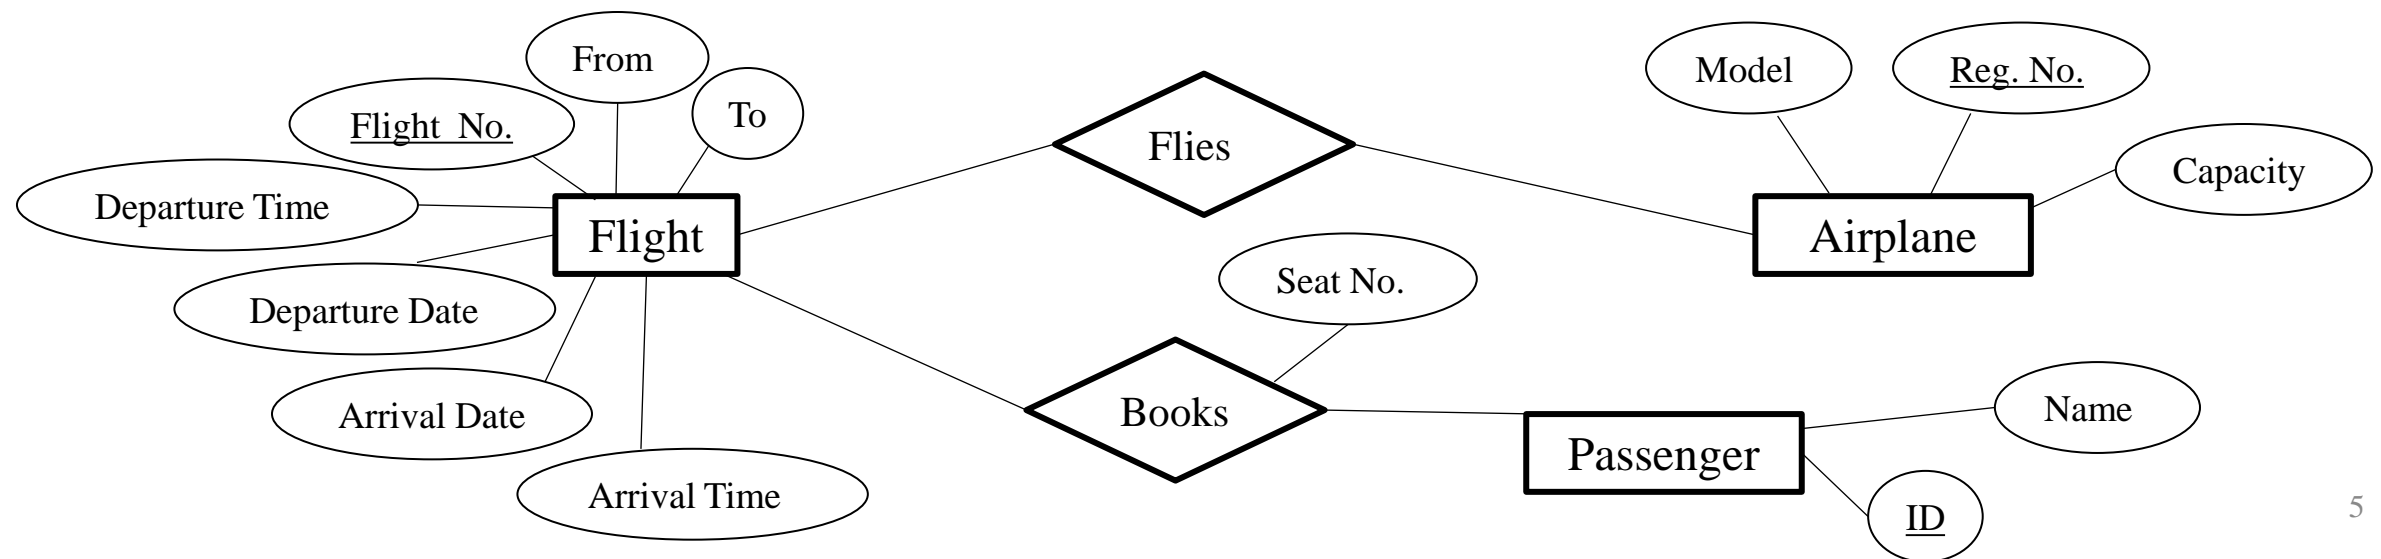 From
To
Flight No.
Departure Time
Flight
Departure Date
Arrival Date
Arrival Time
Flies
Seat No.
Books
Model
Reg. No.
Capacity
Airplane
Passenger
Name
ID
5